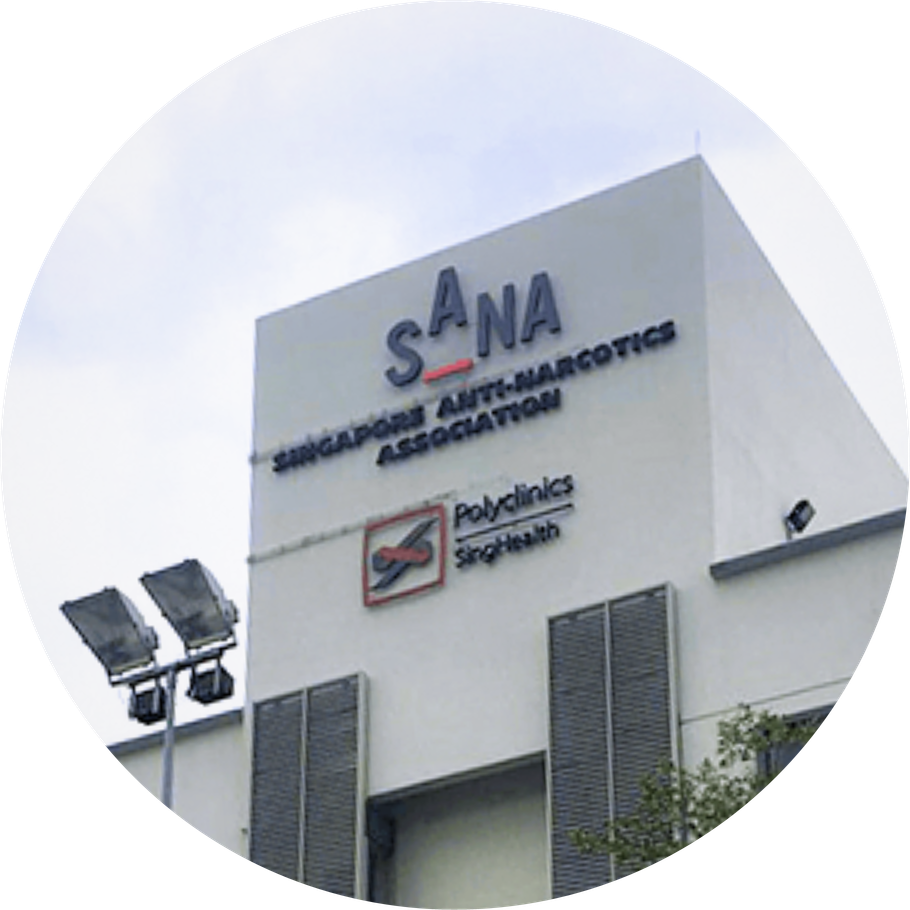 SANA
SINGAPORE ANTI-NARCOTICS
ASSOCIATION
Polyclinics
SingHealth